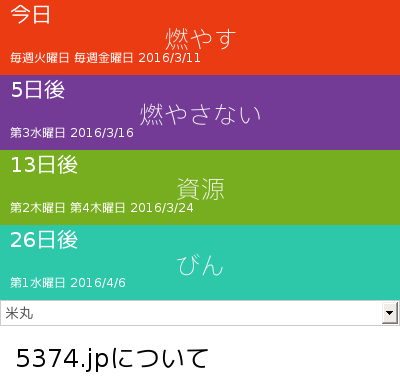 今日
燃やす
毎週火曜日 毎週金曜日 2016/3/11
5日後
燃やさない
第3水曜日 2016/3/16
13日後
資源
第2木曜日 第4木曜日 2016/3/24
26日後
びん
第1水曜日 2016/4/6
米丸
5374.jpについて